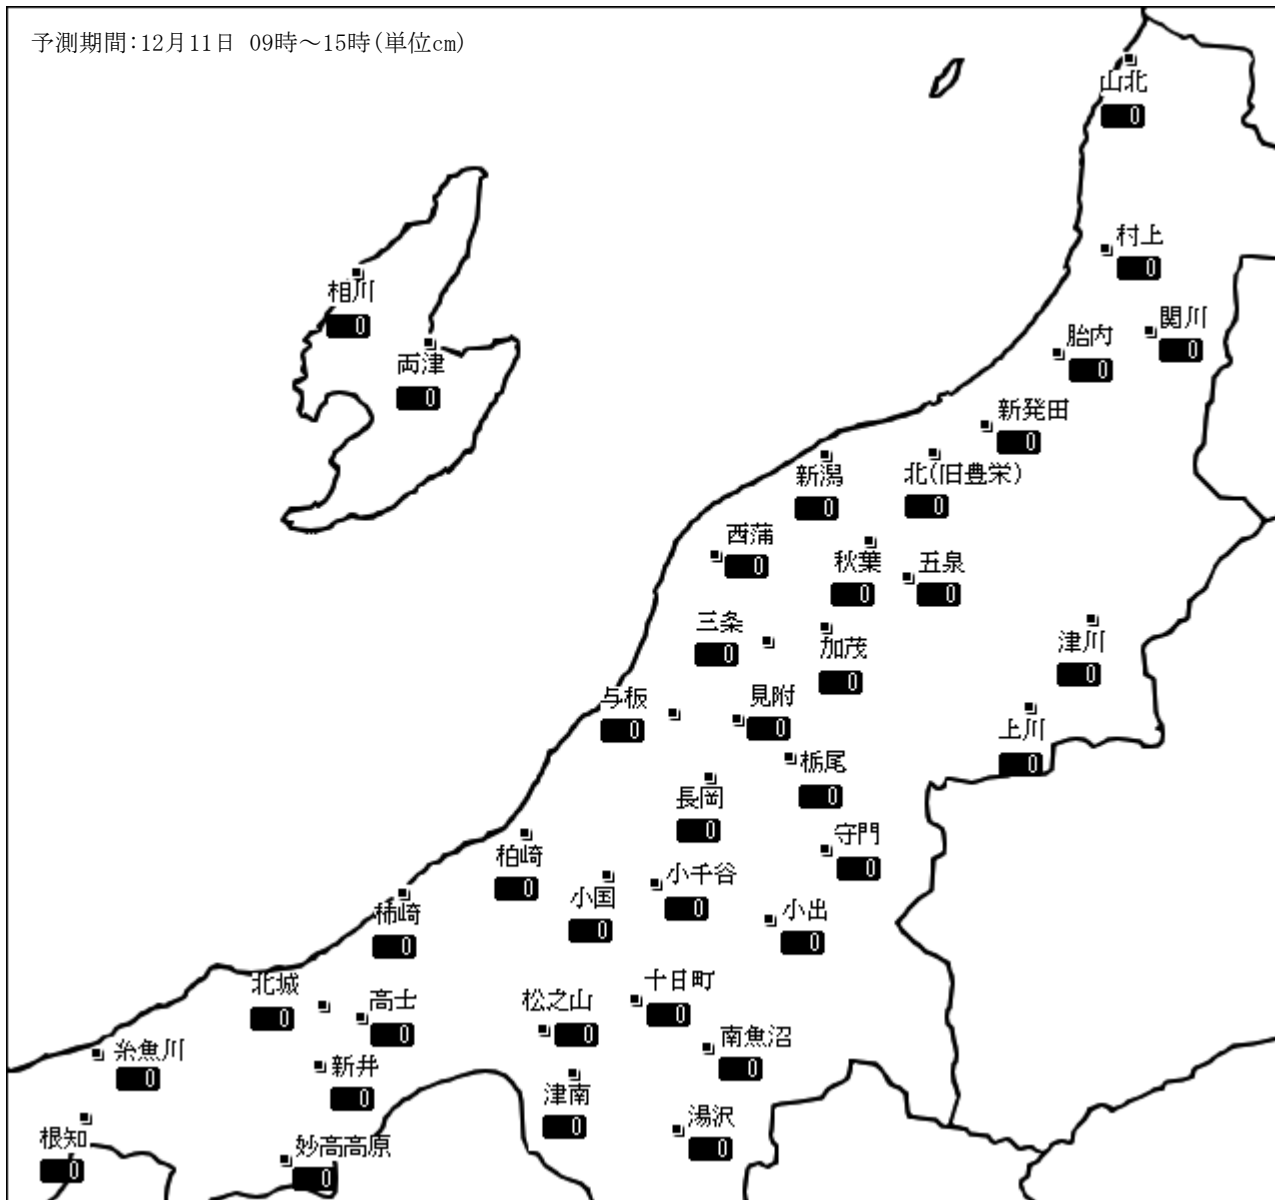 予測期間:12月11日 09時～15時(単位cm)
山北
0
村上
0
相川
0
関川
0
胎内
0
両津
0
新発田
0
新潟
0
北(旧豊栄)
0
西蒲
0
秋葉
0
五泉
0
三条
0
加茂
0
津川
0
与板
0
見附
0
上川
0
栃尾
0
長岡
0
守門
0
柏崎
0
小千谷
0
小国
0
小出
0
柿崎
0
十日町
0
北城
0
高士
0
松之山
0
南魚沼
0
糸魚川
0
新井
0
津南
0
湯沢
0
根知
0
妙高高原
0